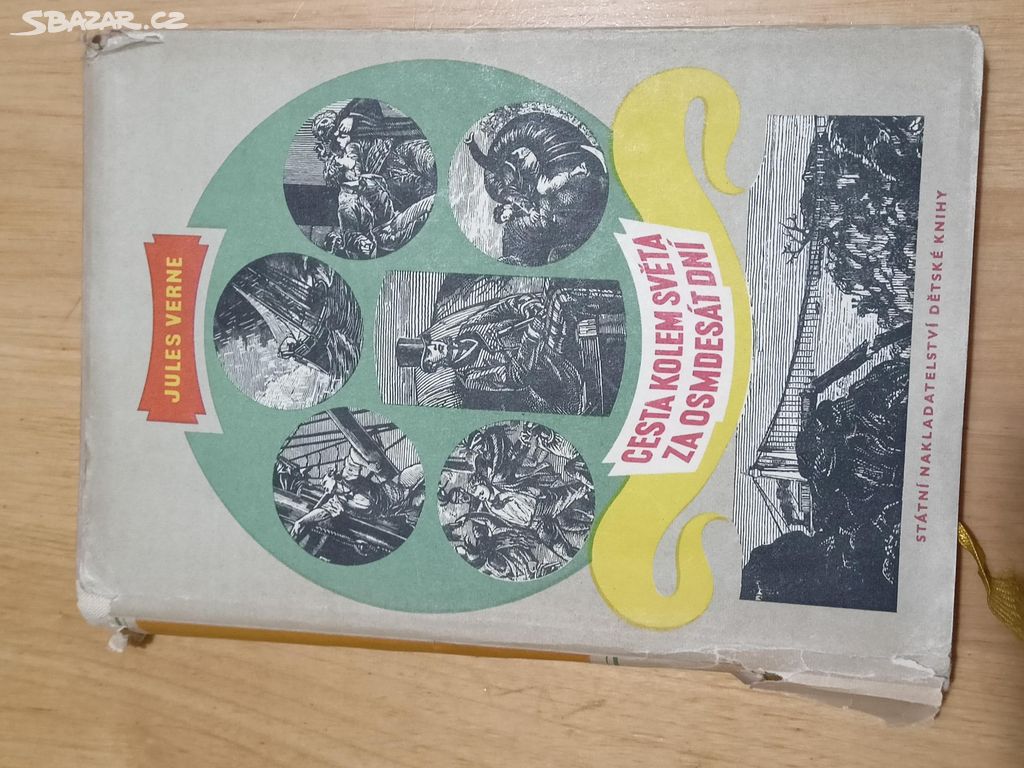 SBAZAR.CZ
JULES VERNE
CESTA KOLEM SVĚTA
ZA OSMDESÁT DNÍ
STÁTNÍ NAKLADATELSTVÍ DĚTSKÉ KNIHY